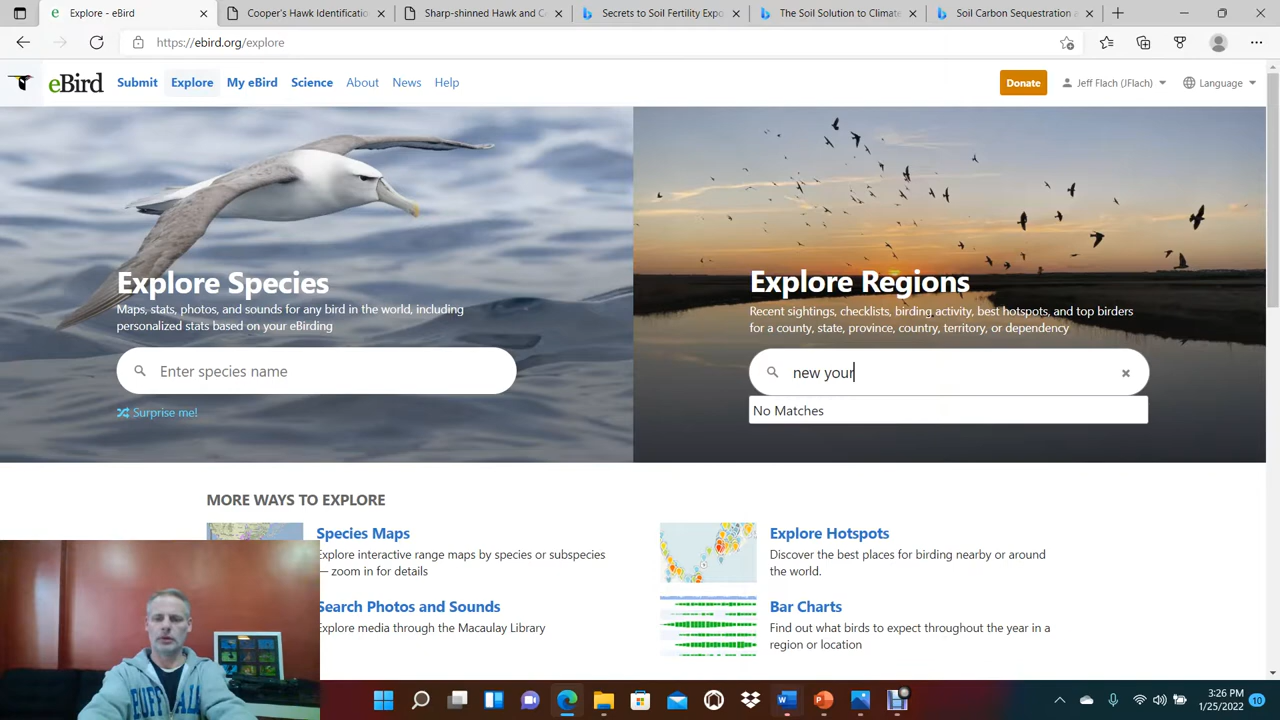 Explore - eBird
Cooper's Hawk Identificatio
Sharp-shinned Hawk and C
Secrets to Soil Fertility Expo
The Soil Solution to Climate
Soil Carbon Sequestration e
https://ebird.org/explore
eBird Submit Explore My eBird Science About News Help
Donate Jeff Flach (JFlach) Language
Explore Species
Maps, stats, photos, and sounds for any bird in the world, including
personalized stats based on your eBirding
Enter species name
Surprise me!
Explore Regions
Recent sightings, checklists, birding activity, best hotspots, and top birders
for a county, state, province, country, territory, or dependency
new your
No Matches
MORE WAYS TO EXPLORE
Species Maps
Explore interactive range maps by species or subspecies
— zoom in for details
Search Photos and Sounds
Explore media through the Macaulay Library
Explore Hotspots
Discover the best places for birding nearby or around
the world.
Bar Charts
Find out what birds to expect throughout the year in a
region or location
3:26 PM
1/25/2022
10